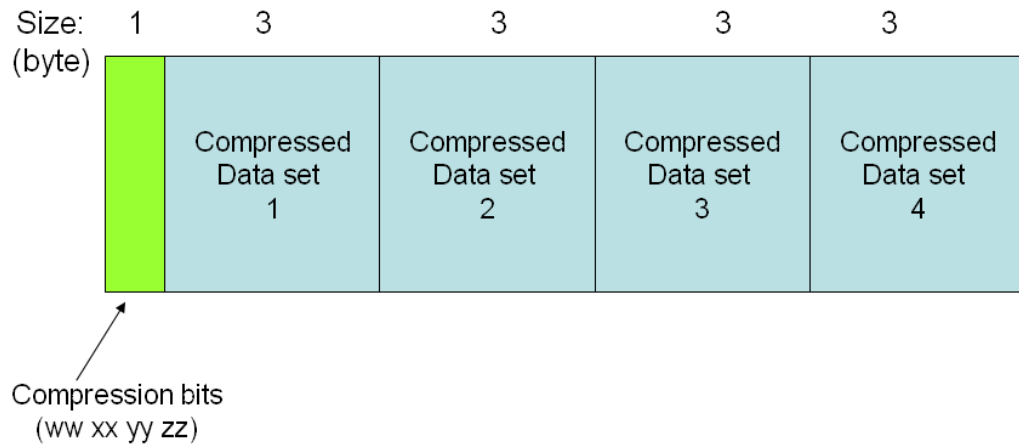 Size: 1 3 3 3 3
(byte)
Compressed
Data set
1
Compressed
Data set
2
Compressed
Data set
3
Compressed
Data set
4
Compression bits
(ww xx yy zz)